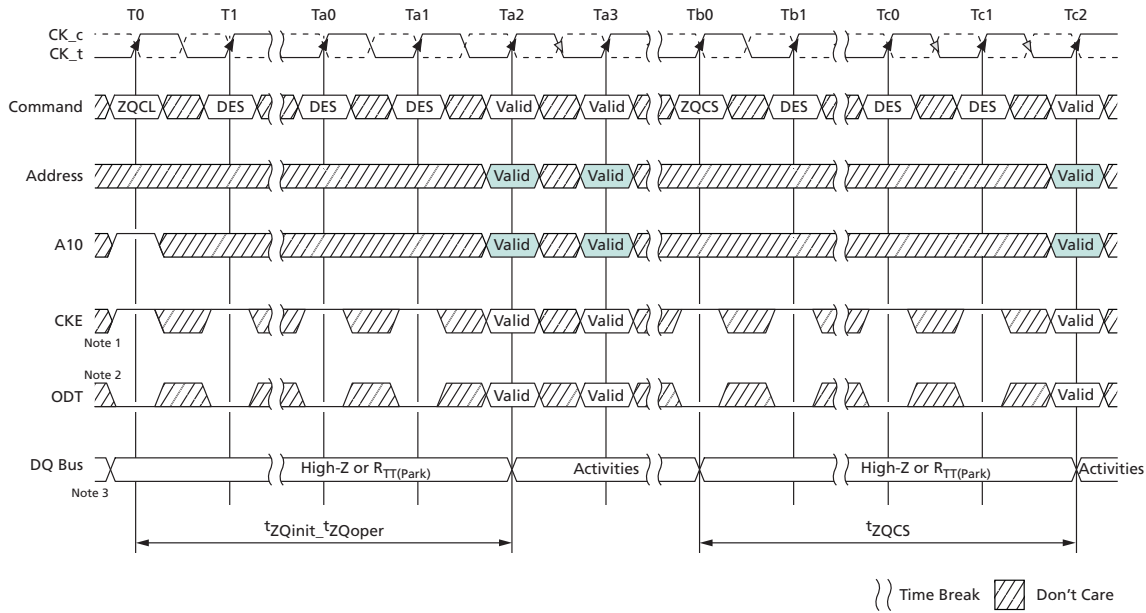 T0 T1 Ta0 Ta1 Ta2 Ta3 Tb0 Tb1 Tc0 Tc1 Tc2
CK_c
CK_t
Command ZQCL DES DES DES Valid Valid ZQCS DES DES DES Valid
Address Valid Valid Valid
A10 Valid Valid Valid
CKE Valid Valid Valid
Note 1
Note 2
ODT Valid Valid Valid
DQ Bus High-Z or RTT(Park) Activities High-Z or RTT(Park) Activities
Note 3
tZQinit_tZQoper tZQCS
Time Break Don't Care